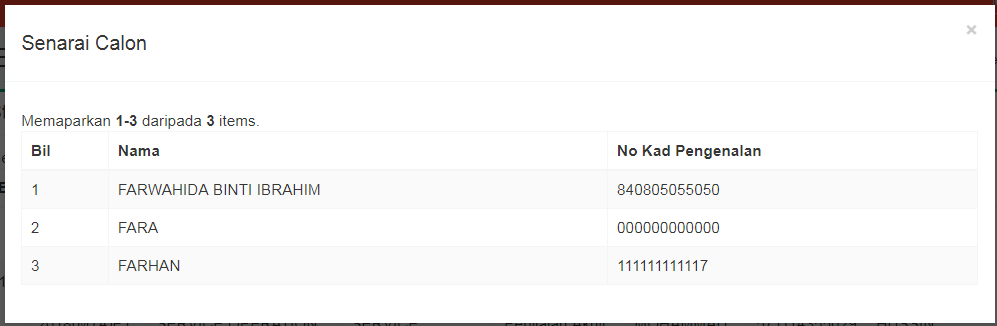 Senarai Calon
×
Memaparkan 1-3 daripada 3 items.
Bil Nama No Kad Pengenalan
1 FARWAHIDA BINTI IBRAHIM 840805055050
2 FARA 000000000000
3 FARHAN 111111111117